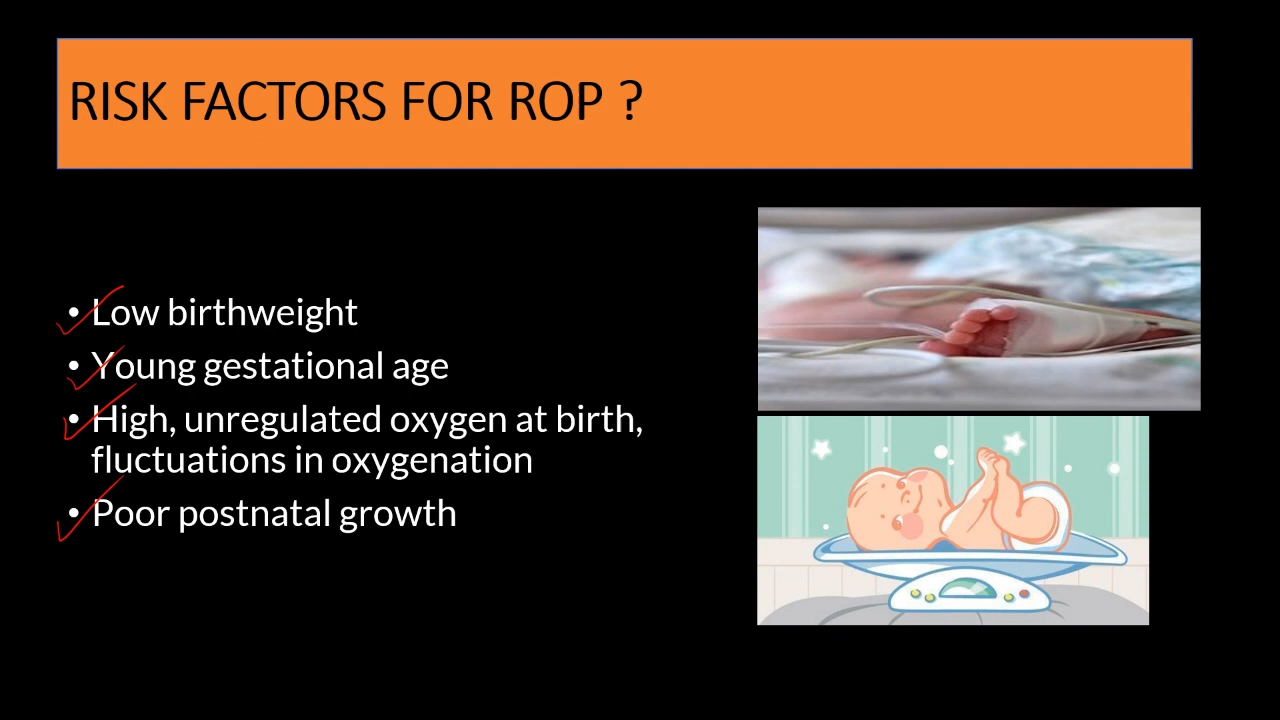 RISK FACTORS FOR ROP ?
• Low birthweight
• Young gestational age
• High, unregulated oxygen at birth,
fluctuations in oxygenation
• Poor postnatal growth